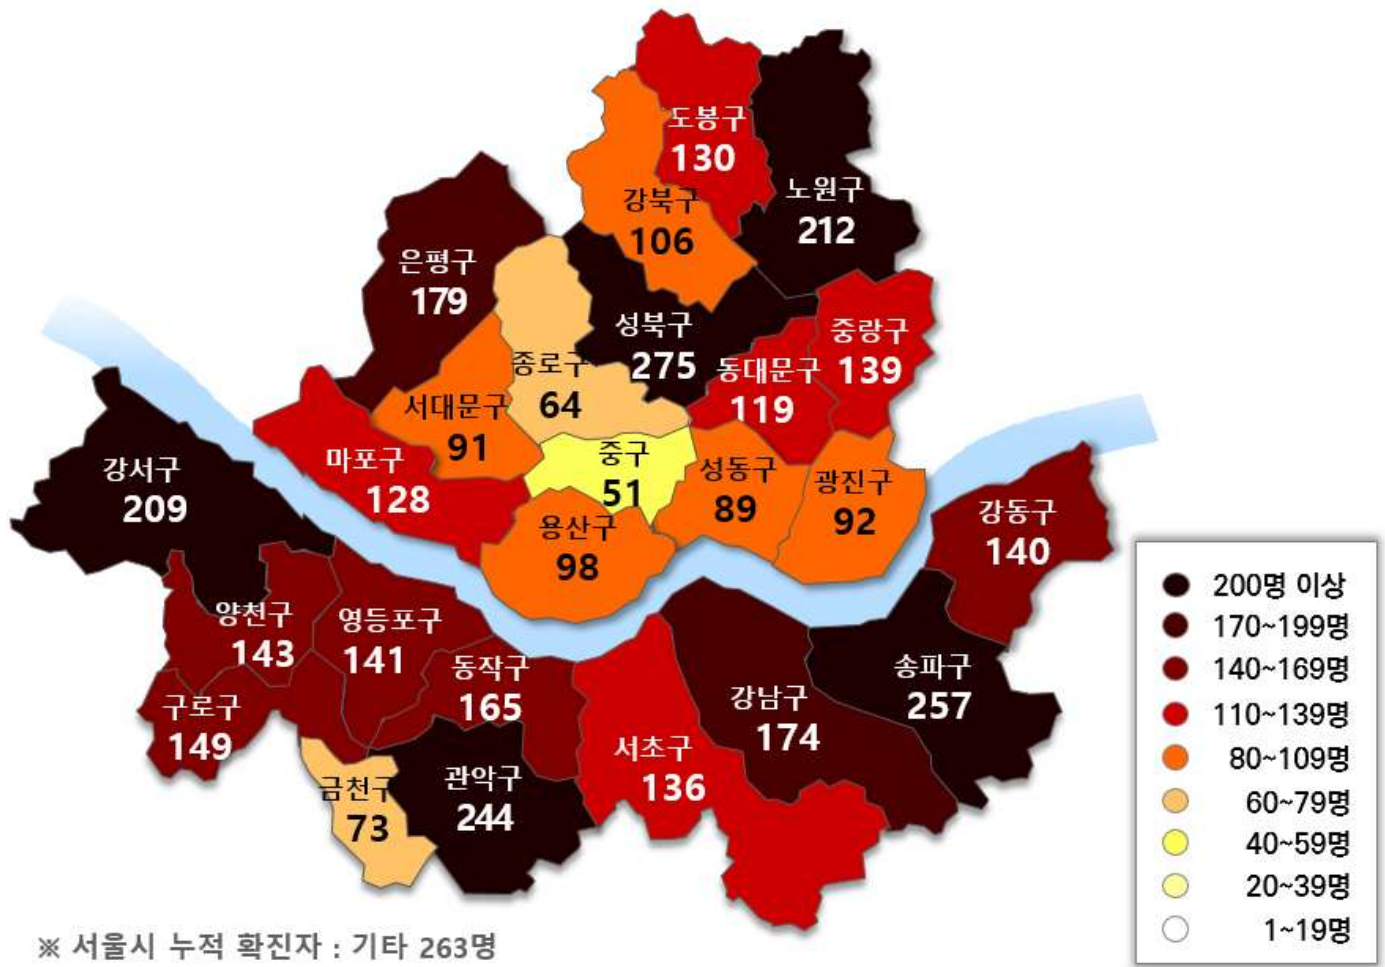 도봉구
130
노원구
212
강북구
106
은평구
179
성북구
275
중랑구
139
종로구
64
동대문구
119
서대문구
91
마포구
128
중구
51
성동구
89
광진구
92
강서구
209
용산구
98
강동구
140
양천구
143
영등포구
141
동작구
165
구로구
149
금천구
73
관악구
244
서초구
136
강남구
174
송파구
257
200명 이상
170~199명
140~169명
110~139명
80~109명
60~79명
40~59명
20~39명
1~19명
※ 서울시 누적 확진자 : 기타 263명